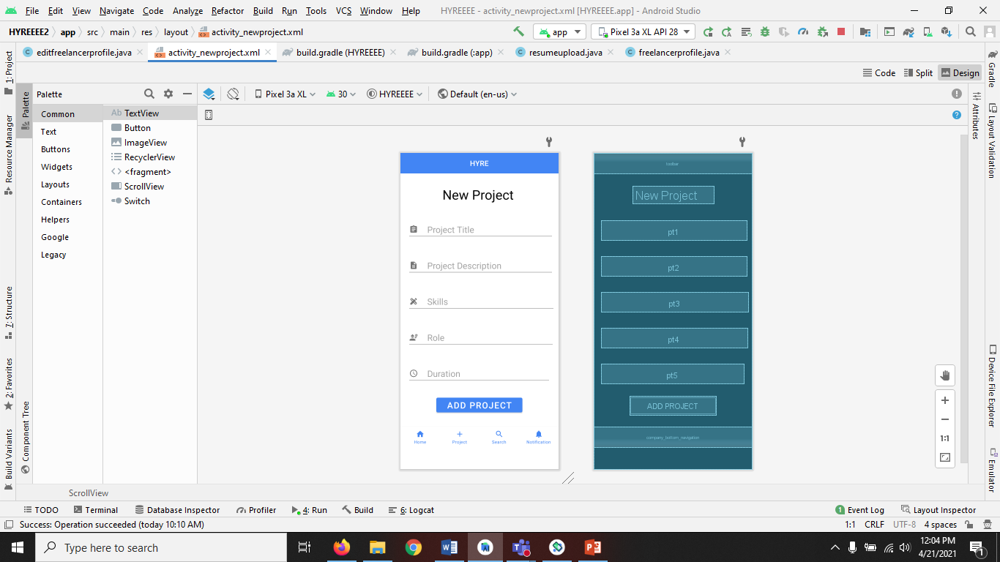 File Edit View Navigate Code Analyze Refactor Build Run Tools VCS Window Help HYREEEE - activity_newproject.xml [HYREEEE.app] - Android Studio
HYREEEE2 app src main res layout activity_newproject.xml app Pixel 3a XL API 28
editfreelancerprofile.java activity_newproject.xml build.gradle (HYREEEE) build.gradle (:app) resumeupload.java freelancerprofile.java
Code Split Design
1: Project
Resource Manager
7: Structure
2: Favorites
Build Variants
Palette
Component Tree
Palette
Common
Text
Buttons
Widgets
Layouts
Containers
Helpers
Google
Legacy
Ab TextView
Button
ImageView
RecyclerView
<fragment>
ScrollView
Switch
Pixel 3a XL 30 HYREEEE Default (en-us)
HYRE
New Project
Project Title
Project Description
Skills
Role
Duration
ADD PROJECT
Home Project Search Notification
toolbar
New Project
pt1
pt2
pt3
pt4
pt5
ADD PROJECT
company_bottom_navigation
1:1
Attributes
Gradle
Layout Validation
Device File Explorer
Emulator
ScrollView
TODO Terminal Database Inspector Profiler 4: Run Build 6: Logcat 1 Event Log Layout Inspector
Success: Operation succeeded (today 10:10 AM) 1:1 CRLF UTF-8 4 spaces
Type here to search
12:04 PM
4/21/2021
1